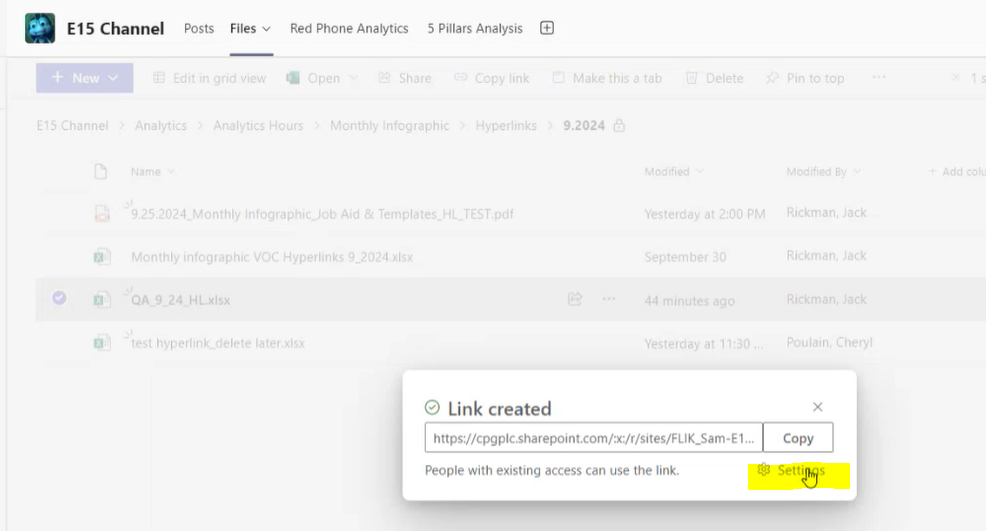 E15 Channel Posts Files Red Phone Analytics 5 Pillars Analysis
+ New Edit in grid view Open Share Copy link Make this a tab Delete Pin to top ... × 1 s
E15 Channel > Analytics > Analytics Hours > Monthly Infographic > Hyperlinks > 9.2024
Name Modified Modified By + Add colu
9.25.2024_Monthly Infographic_Job Aid & Templates_HL_TEST.pdf Yesterday at 2:00 PM Rickman, Jack
Monthly infographic VOC Hyperlinks 9_2024.xlsx September 30 Rickman, Jack
QA_9_24_HL.xlsx ... 44 minutes ago Rickman, Jack
test hyperlink_delete later.xlsx Yesterday at 11:30 ... Poulain, Cheryl
Link created
https://cpgplc.sharepoint.com/:x:/r/sites/FLIK_Sam-E1... Copy
People with existing access can use the link. Settings